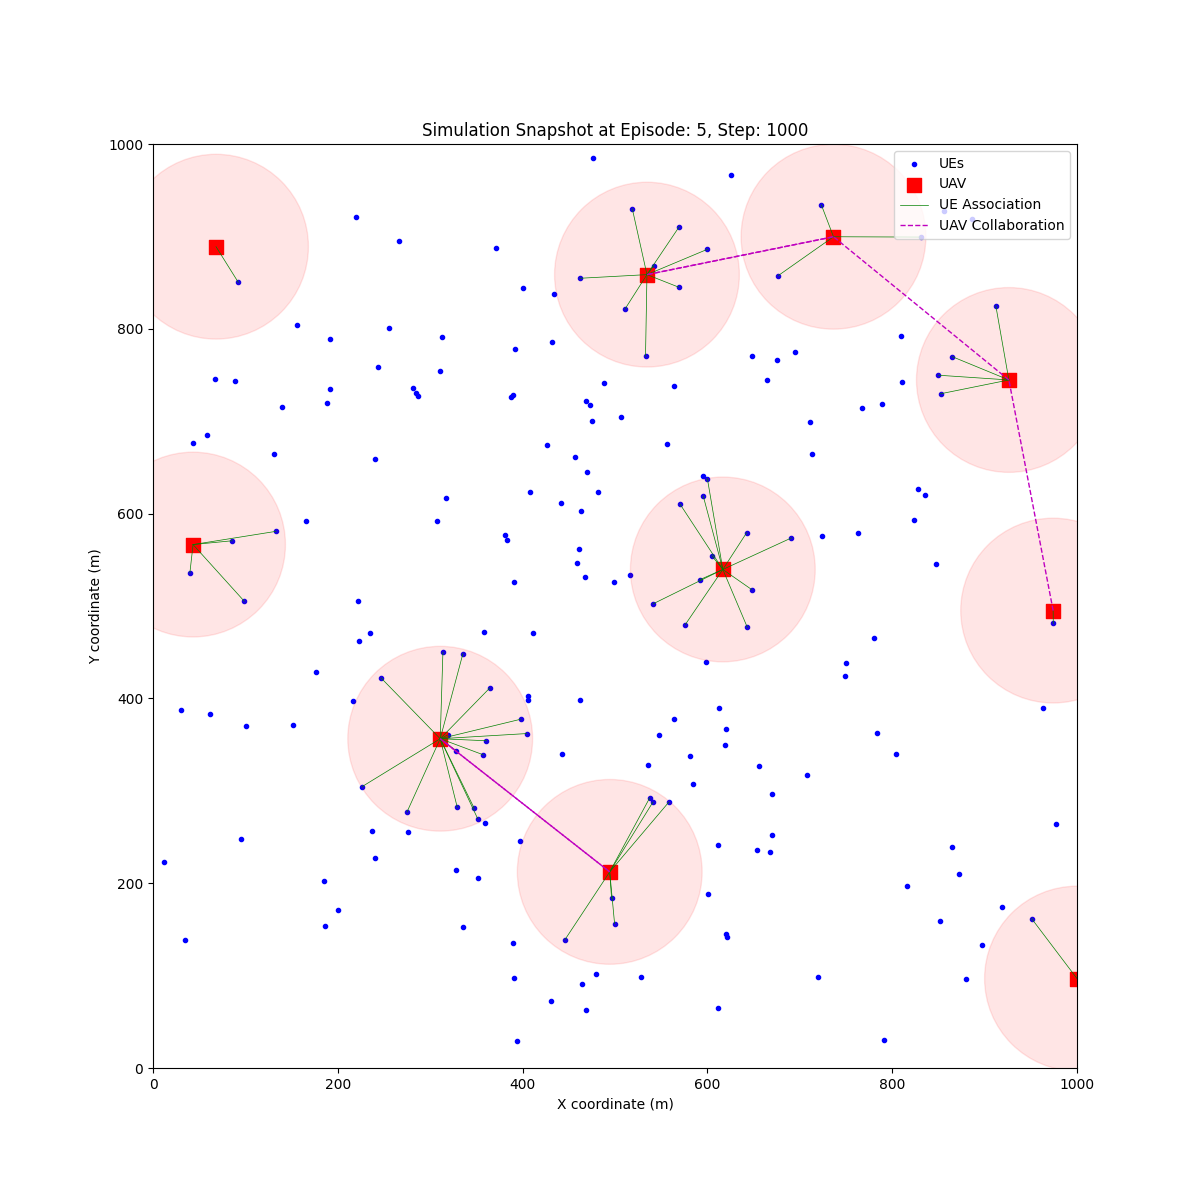 Simulation Snapshot at Episode: 5, Step: 1000
UEs
UAV
UE Association
UAV Collaboration
1000
800
600
400
200
0
Y coordinate (m)
0 200 400 600 800 1000
X coordinate (m)